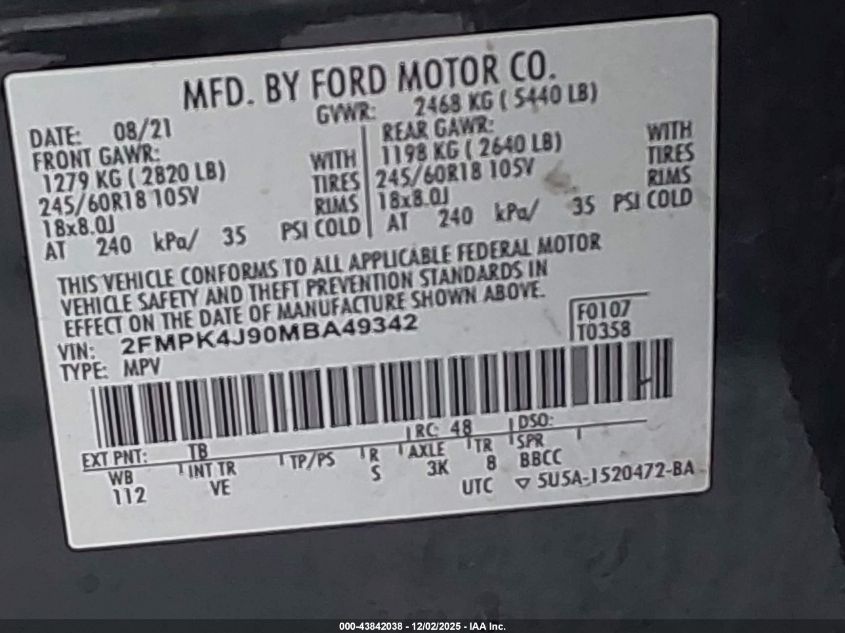 MFD. BY FORD MOTOR CO.
DATE: 08/21 GVWR: 2468 KG ( 5440 LB)
FRONT GAWR: REAR GAWR:
1279 KG ( 2820 LB) WITH 1198 KG ( 2640 LB) WITH
245/60R18 105V TIRES 245/60R18 105V TIRES
18x8.0J RIMS 18x8.0J RIMS
AT 240 kPa/ 35 PSI COLD AT 240 kPa/ 35 PSI COLD
THIS VEHICLE CONFORMS TO ALL APPLICABLE FEDERAL MOTOR
VEHICLE SAFETY AND THEFT PREVENTION STANDARDS IN
EFFECT ON THE DATE OF MANUFACTURE SHOWN ABOVE.
VIN: 2FMPK4J90MBA49342 F0107
TYPE: MPV T0358
EXT PNT: TB RC: 48 DSO:
WB INT TR TP/PS R AXLE TR SPR
112 VE S 3K 8 BBCC
UTC ▽ 5U5A-1520472-BA
000-43842038 - 12/02/2025 - IAA Inc.